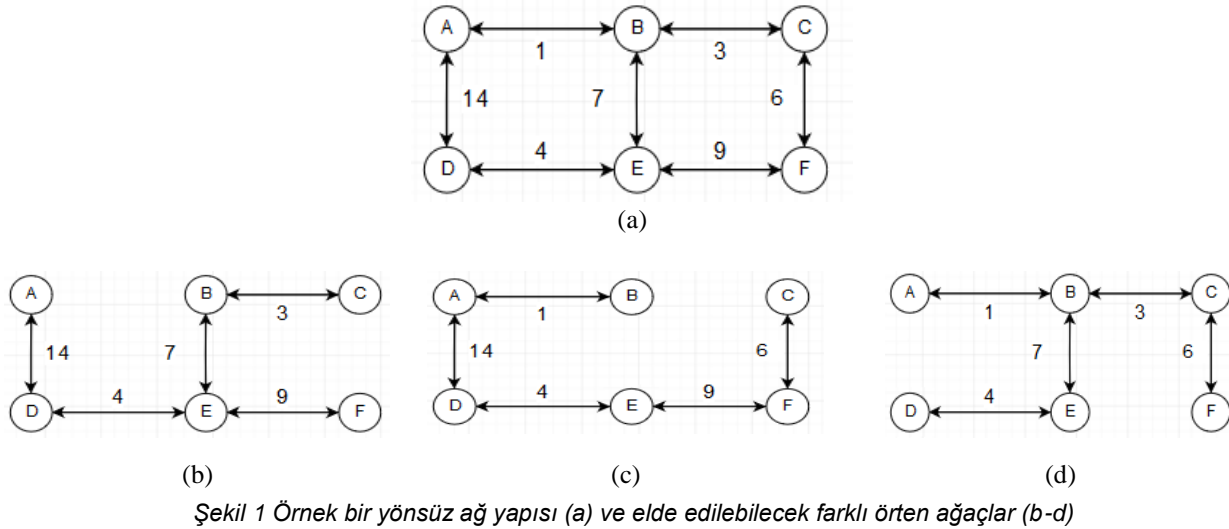 A B C
1 3
14 7 6
4 9
D E F
(a)
A B C
3
14 7
4 9
D E F
(b)
A B C
1
14 6
4 9
D E F
(c)
A B C
1 3
7 6
4
D E F
(d)
Şekil 1 Örnek bir yönsüz ağ yapısı (a) ve elde edilebilecek farklı örten ağaçlar (b-d)